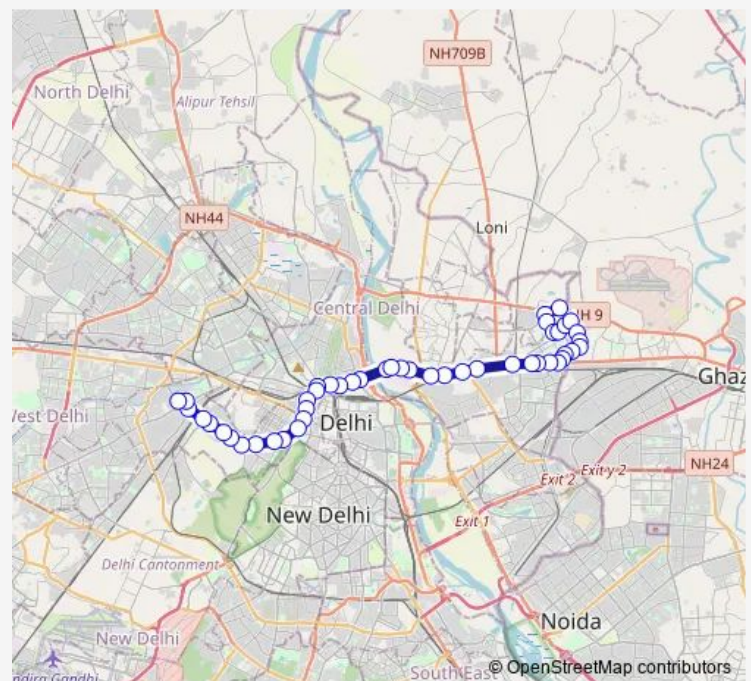 NH709B
North Delhi
Alipur Tehsil
NH44
Loni
Central Delhi
NH 9
West Delhi
Delhi
NH24
Exit 2
Exit y 2
New Delhi
Exit 1
Delhi Cantonment
Noida
New Delhi
South East
© OpenStreetMap contributors